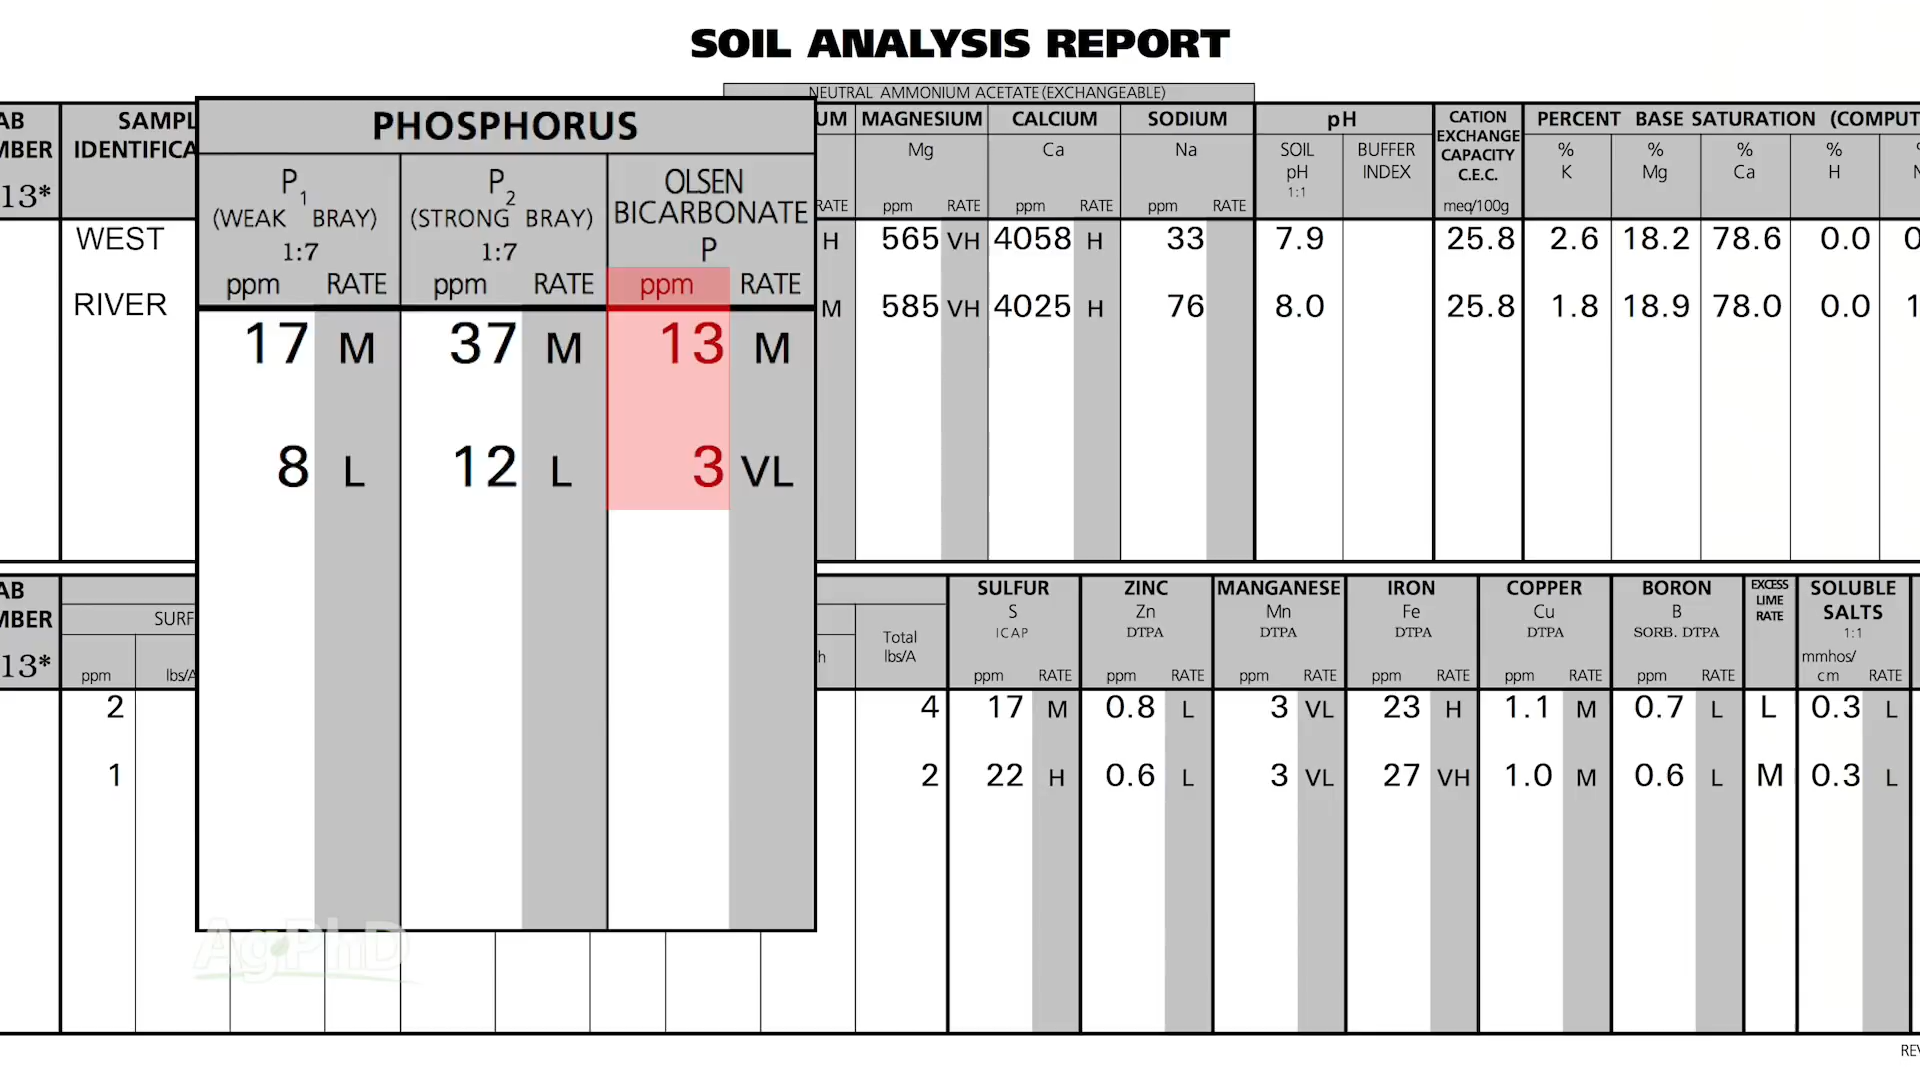 SOIL ANALYSIS REPORT
NEUTRAL AMMONIUM ACETATE (EXCHANGEABLE)
AB
MBER
13*
SAMPL
IDENTIFICA
PHOSPHORUS
P1
(WEAK BRAY)
1:7
ppm RATE
P2
(STRONG BRAY)
1:7
ppm RATE
OLSEN
BICARBONATE
P
ppm RATE
UM
RATE
MAGNESIUM
Mg
ppm RATE
CALCIUM
Ca
ppm RATE
SODIUM
Na
ppm RATE
pH
SOIL
pH
1:1
BUFFER
INDEX
CATION
EXCHANGE
CAPACITY
C.E.C.
meq/100g
PERCENT BASE SATURATION (COMPUT
%
K
%
Mg
%
Ca
%
H
WEST
17 M 37 M 13 M
H 565 VH 4058 H 33 7.9 25.8 2.6 18.2 78.6 0.0 0
RIVER
8 L 12 L 3 VL
M 585 VH 4025 H 76 8.0 25.8 1.8 18.9 78.0 0.0 1
AB
MBER
13*
SURF
ppm lbs/A
h
Total
lbs/A
SULFUR
S
ICAP
ppm RATE
ZINC
Zn
DTPA
ppm RATE
MANGANESE
Mn
DTPA
ppm RATE
IRON
Fe
DTPA
ppm RATE
COPPER
Cu
DTPA
ppm RATE
BORON
B
SORB. DTPA
ppm RATE
EXCESS
LIME
RATE
SOLUBLE
SALTS
1:1
mmhos/
cm RATE
2 4 17 M 0.8 L 3 VL 23 H 1.1 M 0.7 L L 0.3 L
1 2 22 H 0.6 L 3 VL 27 VH 1.0 M 0.6 L M 0.3 L
AgPhD
REV